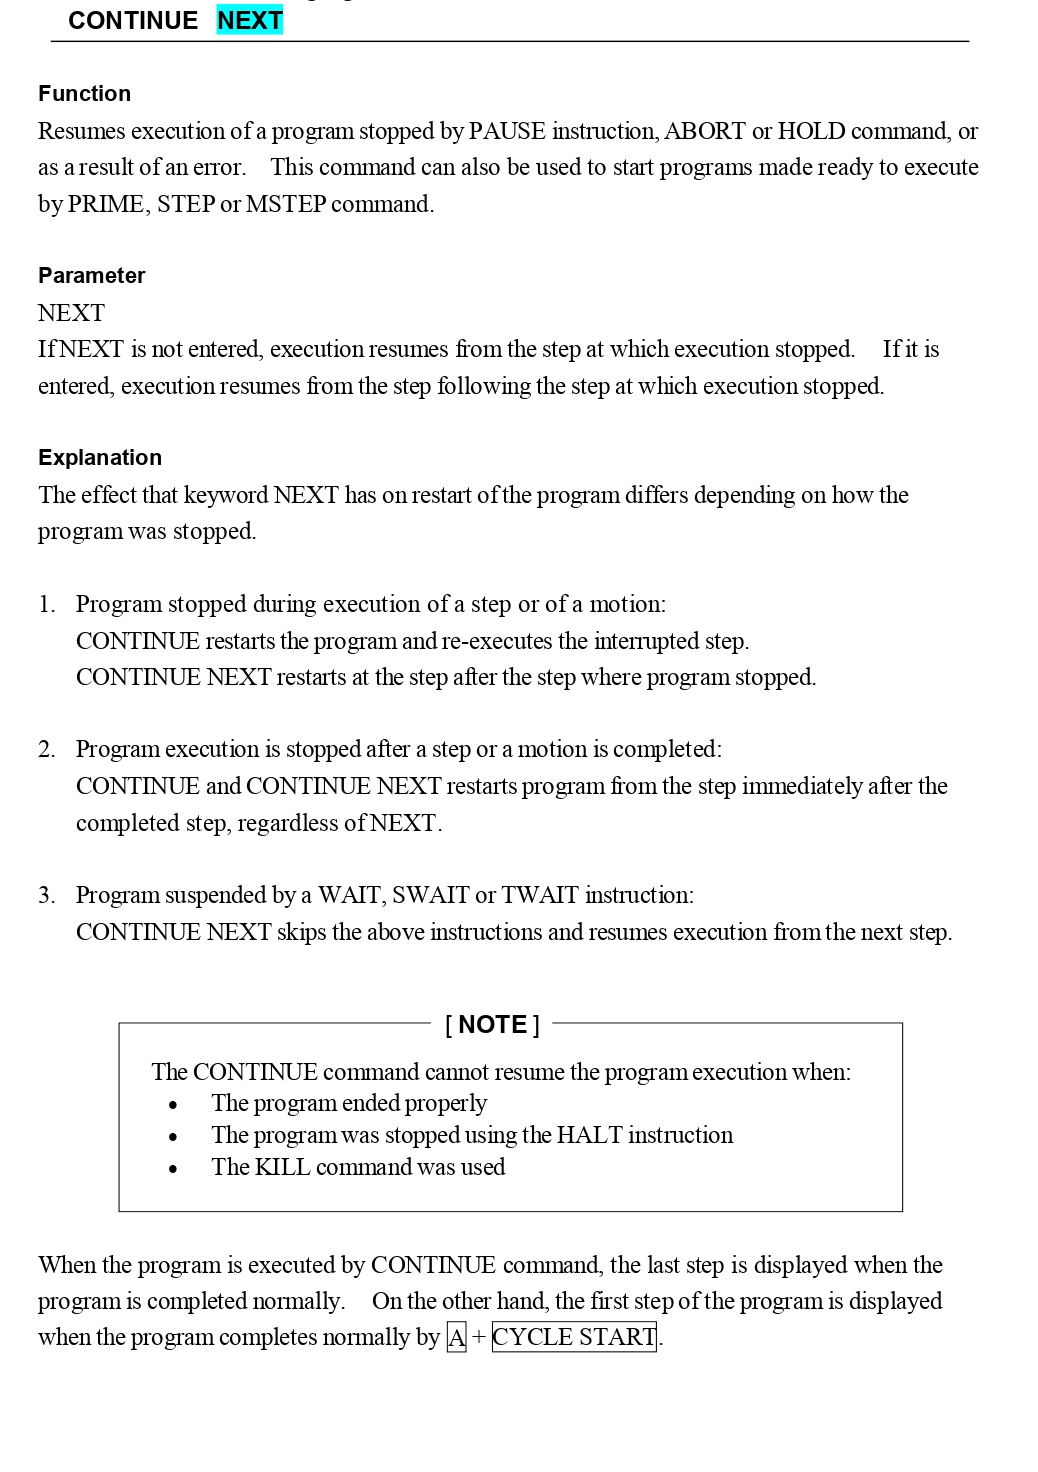 CONTINUE NEXT
Function
Resumes execution of a program stopped by PAUSE instruction, ABORT or HOLD command, or
as a result of an error. This command can also be used to start programs made ready to execute
by PRIME, STEP or MSTEP command.
Parameter
NEXT
If NEXT is not entered, execution resumes from the step at which execution stopped. If it is
entered, execution resumes from the step following the step at which execution stopped.
Explanation
The effect that keyword NEXT has on restart of the program differs depending on how the
program was stopped.
1. Program stopped during execution of a step or of a motion:
CONTINUE restarts the program and re-executes the interrupted step.
CONTINUE NEXT restarts at the step after the step where program stopped.
2. Program execution is stopped after a step or a motion is completed:
CONTINUE and CONTINUE NEXT restarts program from the step immediately after the
completed step, regardless of NEXT.
3. Program suspended by a WAIT, SWAIT or TWAIT instruction:
CONTINUE NEXT skips the above instructions and resumes execution from the next step.
[ NOTE ]
The CONTINUE command cannot resume the program execution when:
• The program ended properly
• The program was stopped using the HALT instruction
• The KILL command was used
When the program is executed by CONTINUE command, the last step is displayed when the
program is completed normally. On the other hand, the first step of the program is displayed
when the program completes normally by A + CYCLE START.